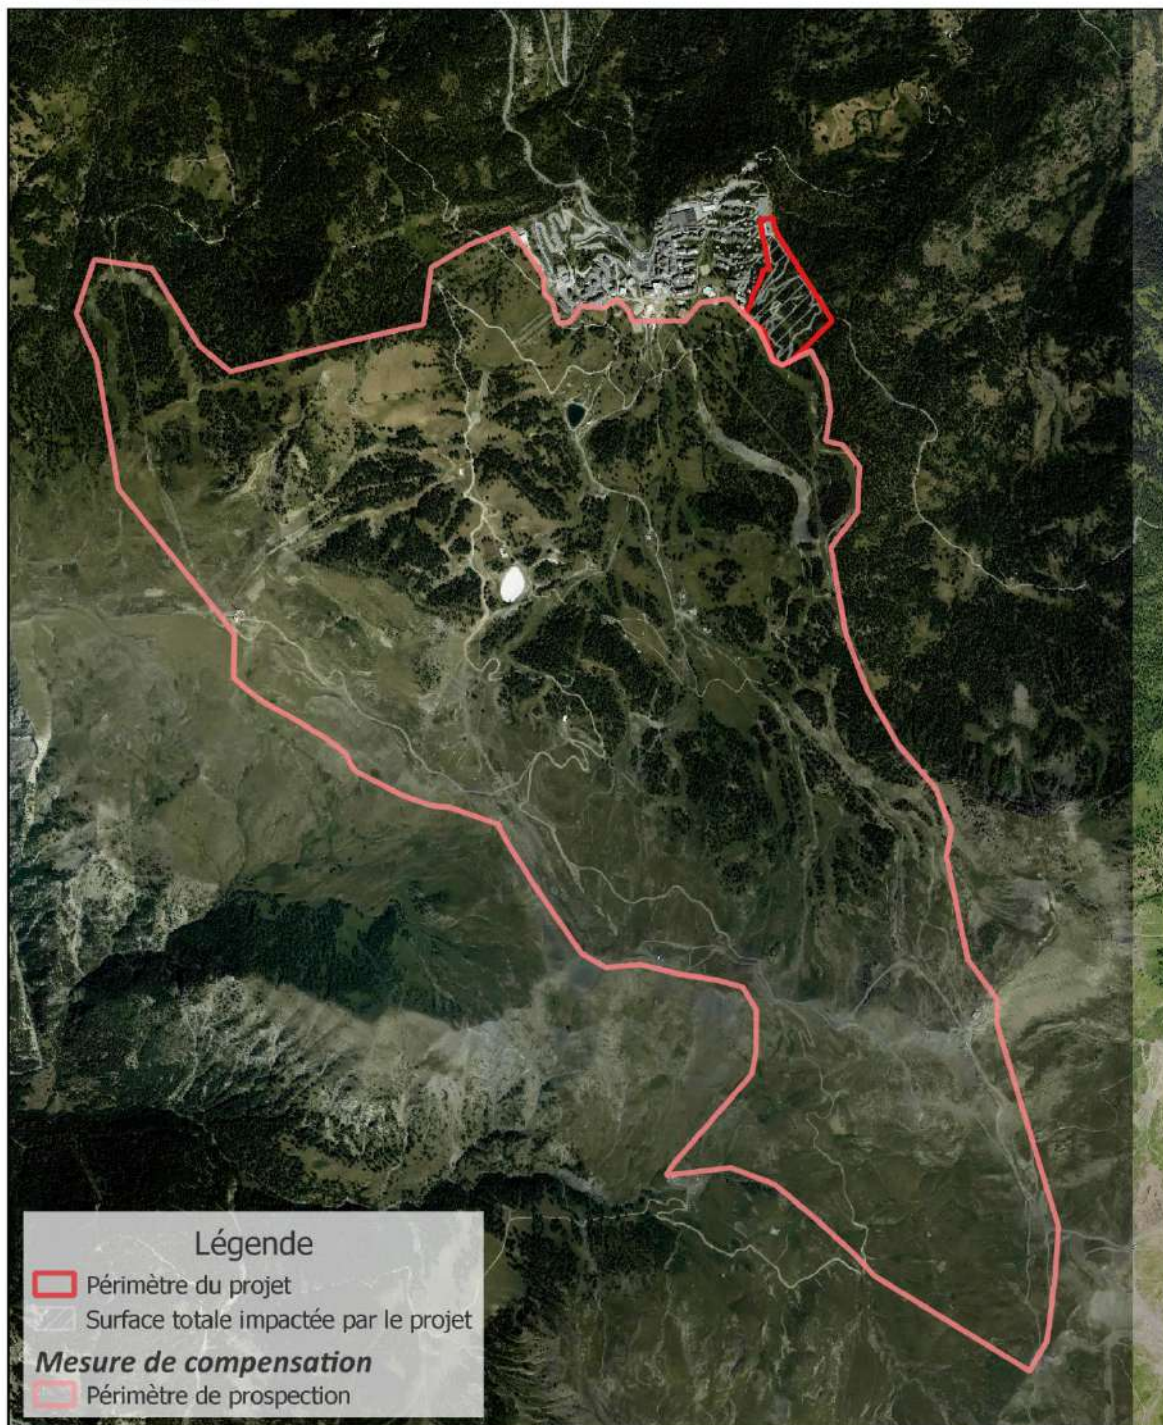 Légende
Périmètre du projet
Surface totale impactée par le projet
Mesure de compensation
Périmètre de prospection